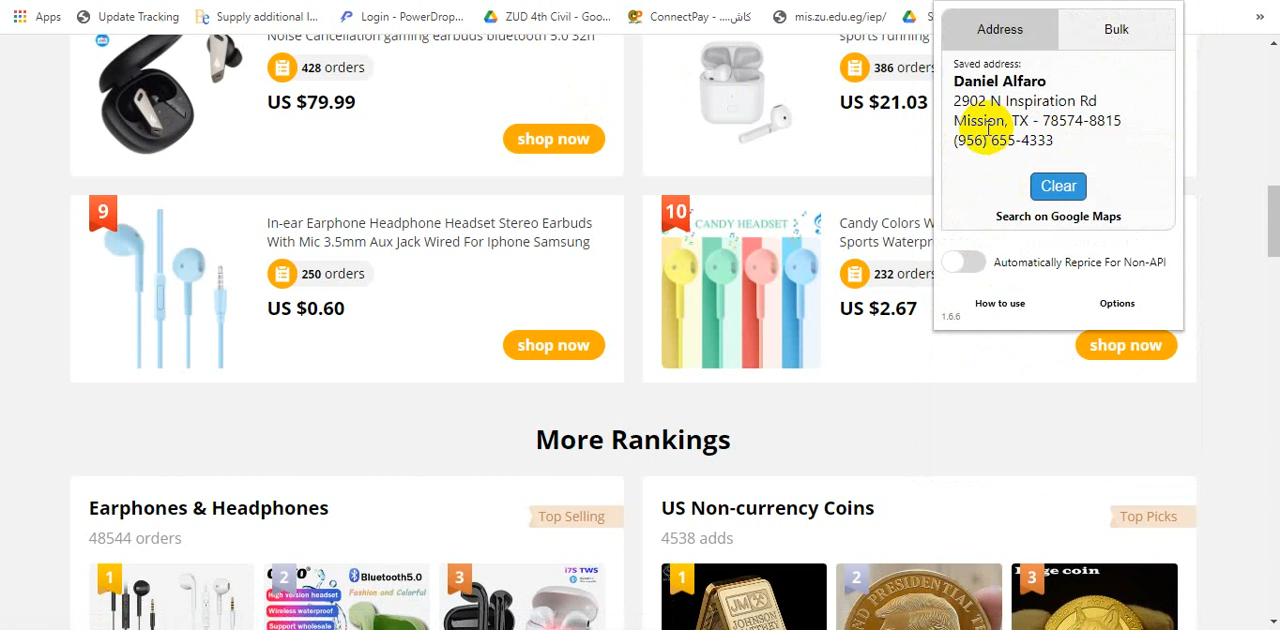 Apps
Update Tracking
Supply additional I...
Login - PowerDrop...
ZUD 4th Civil - Goo...
ConnectPay - ....كاش
mis.zu.edu.eg/iep/
S
»
Noise Cancellation gaming earbuds bluetooth 5.0 32h
428 orders
US $79.99
shop now
sports running
386 orders
US $21.03
Address
Bulk
Saved address:
Daniel Alfaro
2902 N Inspiration Rd
Mission, TX - 78574-8815
(956) 655-4333
Clear
Search on Google Maps
Automatically Reprice For Non-API
How to use
Options
1.6.6
9
In-ear Earphone Headphone Headset Stereo Earbuds
With Mic 3.5mm Aux Jack Wired For Iphone Samsung
250 orders
US $0.60
shop now
10
CANDY HEADSET
Candy Colors W
Sports Waterpr
232 orders
US $2.67
shop now
More Rankings
Earphones & Headphones
Top Selling
48544 orders
1
2
Bluetooth5.0
Fashion and Colorful
High version headset
Wireless waterproof
Support wholesale
3
i7S TWS
US Non-currency Coins
Top Picks
4538 adds
1
JOHNSON
2
PRESIDENTIAL
3
coin